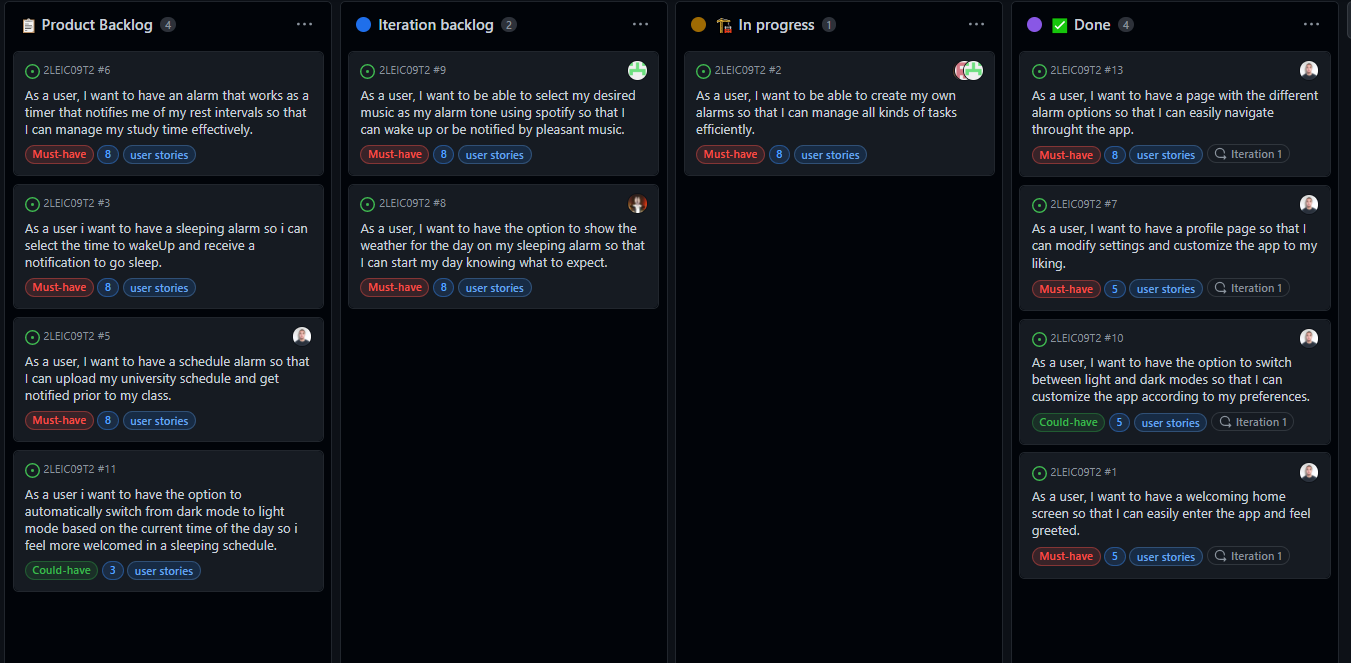 Product Backlog 4
2LEIC09T2 #6
As a user, I want to have an alarm that works as a
timer that notifies me of my rest intervals so that
I can manage my study time effectively.
Must-have 8 user stories
2LEIC09T2 #3
As a user i want to have a sleeping alarm so i can
select the time to wakeUp and receive a
notification to go sleep.
Must-have 8 user stories
2LEIC09T2 #5
As a user, I want to have a schedule alarm so that
I can upload my university schedule and get
notified prior to my class.
Must-have 8 user stories
2LEIC09T2 #11
As a user i want to have the option to
automatically switch from dark mode to light
mode based on the current time of the day so i
feel more welcomed in a sleeping schedule.
Could-have 3 user stories
Iteration backlog 2
2LEIC09T2 #9
As a user, I want to be able to select my desired
music as my alarm tone using spotify so that I
can wake up or be notified by pleasant music.
Must-have 8 user stories
2LEIC09T2 #8
As a user, I want to have the option to show the
weather for the day on my sleeping alarm so that
I can start my day knowing what to expect.
Must-have 8 user stories
In progress 1
2LEIC09T2 #2
As a user, I want to be able to create my own
alarms so that I can manage all kinds of tasks
efficiently.
Must-have 8 user stories
Done 4
2LEIC09T2 #13
As a user, I want to have a page with the different
alarm options so that I can easily navigate
throught the app.
Must-have 8 user stories Iteration 1
2LEIC09T2 #7
As a user, I want to have a profile page so that I
can modify settings and customize the app to my
liking.
Must-have 5 user stories Iteration 1
2LEIC09T2 #10
As a user, I want to have the option to switch
between light and dark modes so that I can
customize the app according to my preferences.
Could-have 5 user stories Iteration 1
2LEIC09T2 #1
As a user, I want to have a welcoming home
screen so that I can easily enter the app and feel
greeted.
Must-have 5 user stories Iteration 1